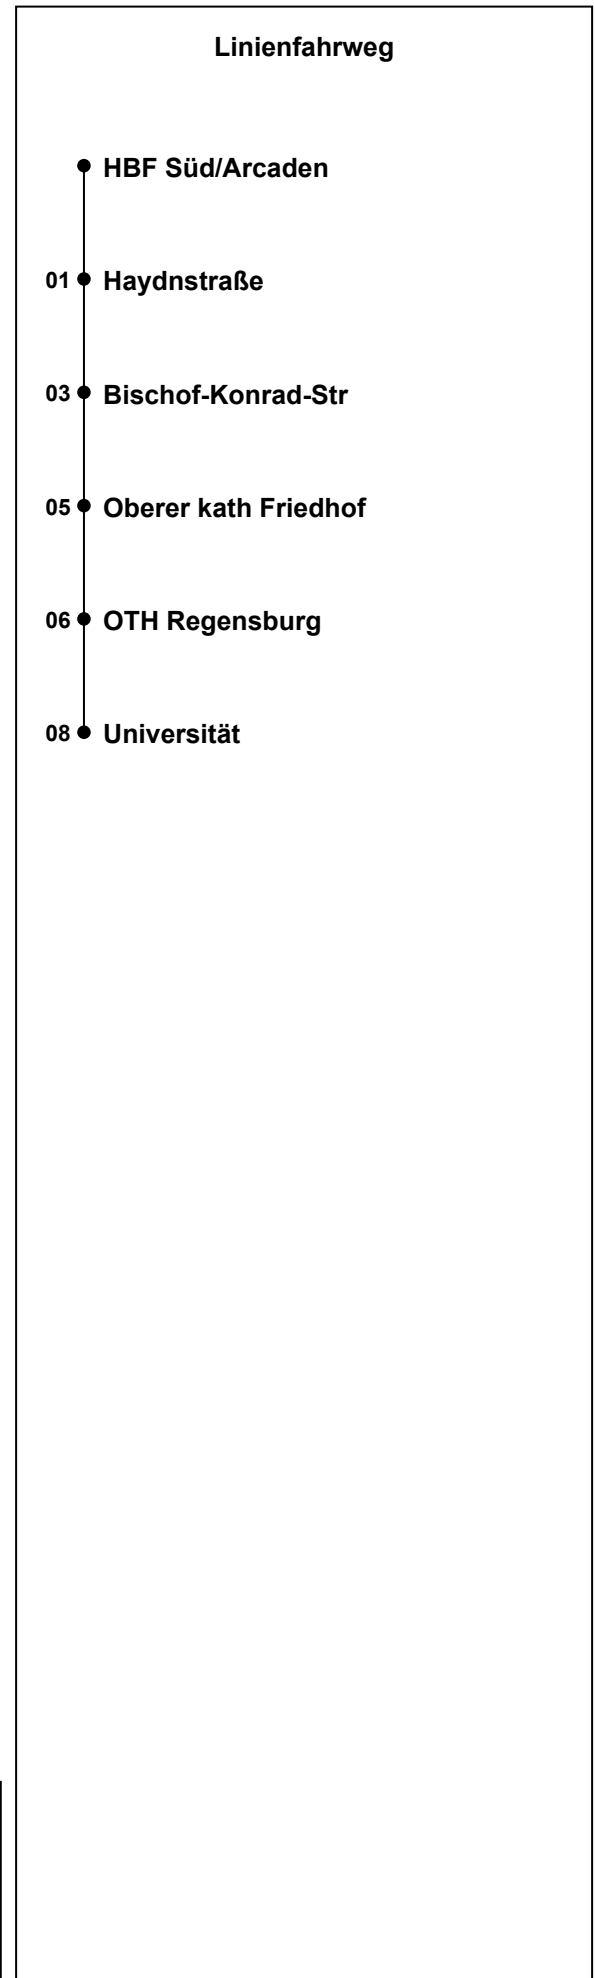 Linienfahrweg
HBF Süd/Arcaden
01 Haydnstraße
03 Bischof-Konrad-Str
05 Oberer kath Friedhof
06 OTH Regensburg
08 Universität